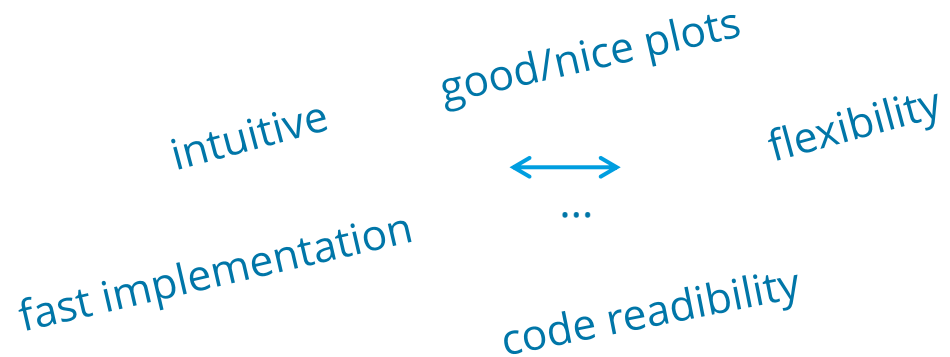 good/nice plots
intuitive
flexibility
...
fast implementation
code readibility